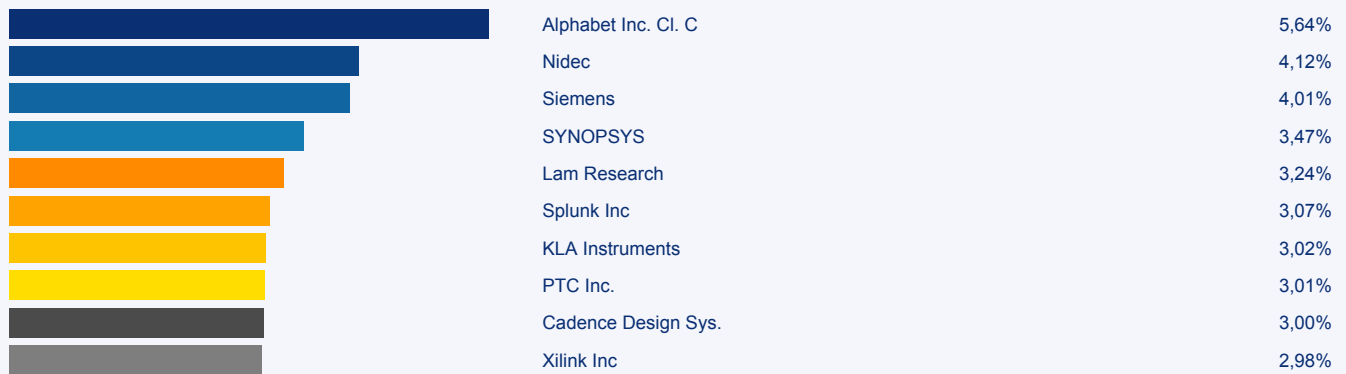 Alphabet Inc. Cl. C 5,64%
Nidec 4,12%
Siemens 4,01%
SYNOPSYS 3,47%
Lam Research 3,24%
Splunk Inc 3,07%
KLA Instruments 3,02%
PTC Inc. 3,01%
Cadence Design Sys. 3,00%
Xilink Inc 2,98%